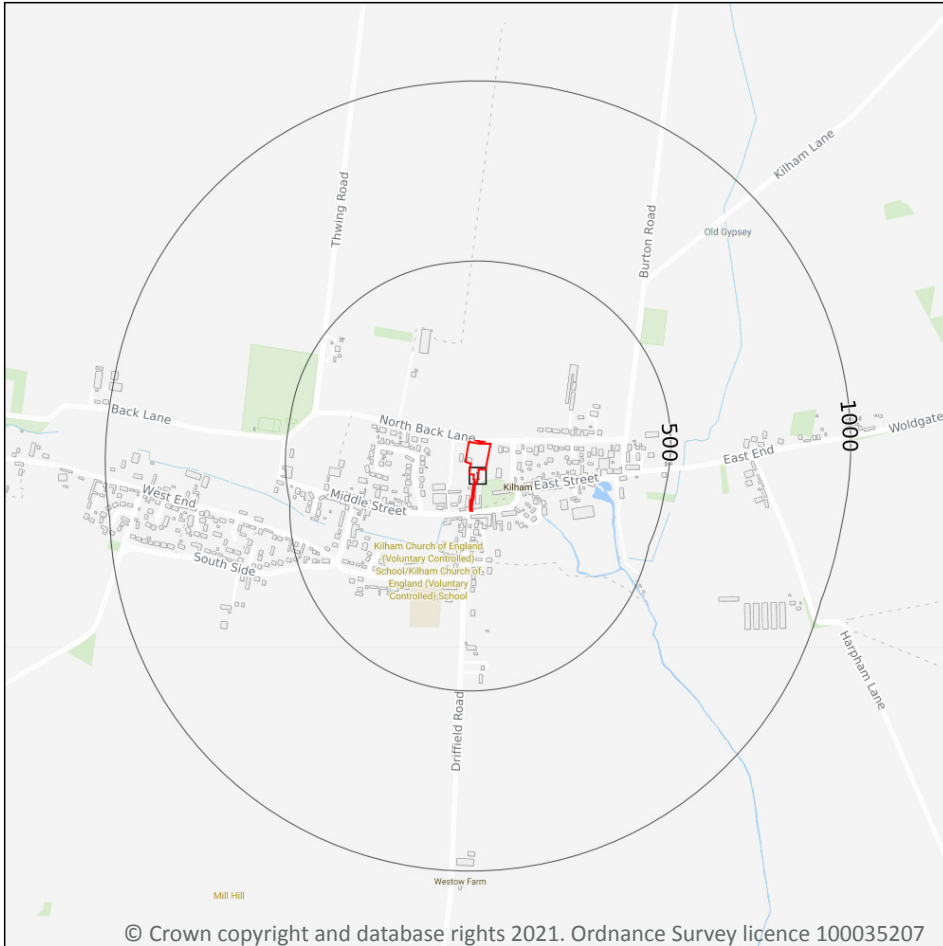 Thwing Road
Burton Road
Kilham Lane
Old Gypsey
Back Lane
North Back Lane
500
1000
Woldgate
East End
East Street
Kilham
West End
Middle Street
South Side
Kilham Church of England
(Voluntary Controlled)
School/Kilham Church of
England (Voluntary
Controlled) School
Harpham Lane
Driffield Road
Westow Farm
Mill Hill
© Crown copyright and database rights 2021. Ordnance Survey licence 100035207